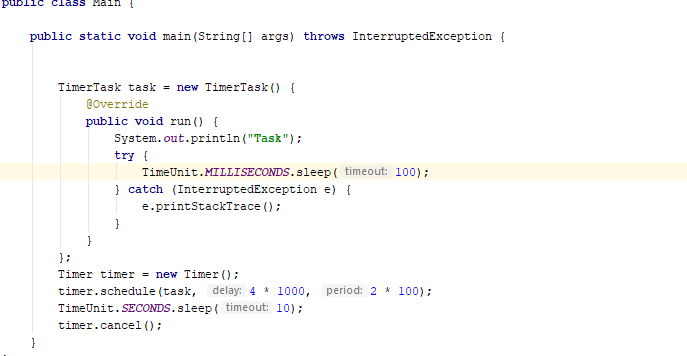 public class Main {
public static void main(String[] args) throws InterruptedException {
TimerTask task = new TimerTask() {
@Override
public void run() {
System.out.println("Task");
try {
TimeUnit.MILLISECONDS.sleep( timeout: 100);
} catch (InterruptedException e) {
e.printStackTrace();
}
}
};
Timer timer = new Timer();
timer.schedule(task, delay: 4 * 1000, period: 2 * 100);
TimeUnit.SECONDS.sleep( timeout: 10);
timer.cancel();
}